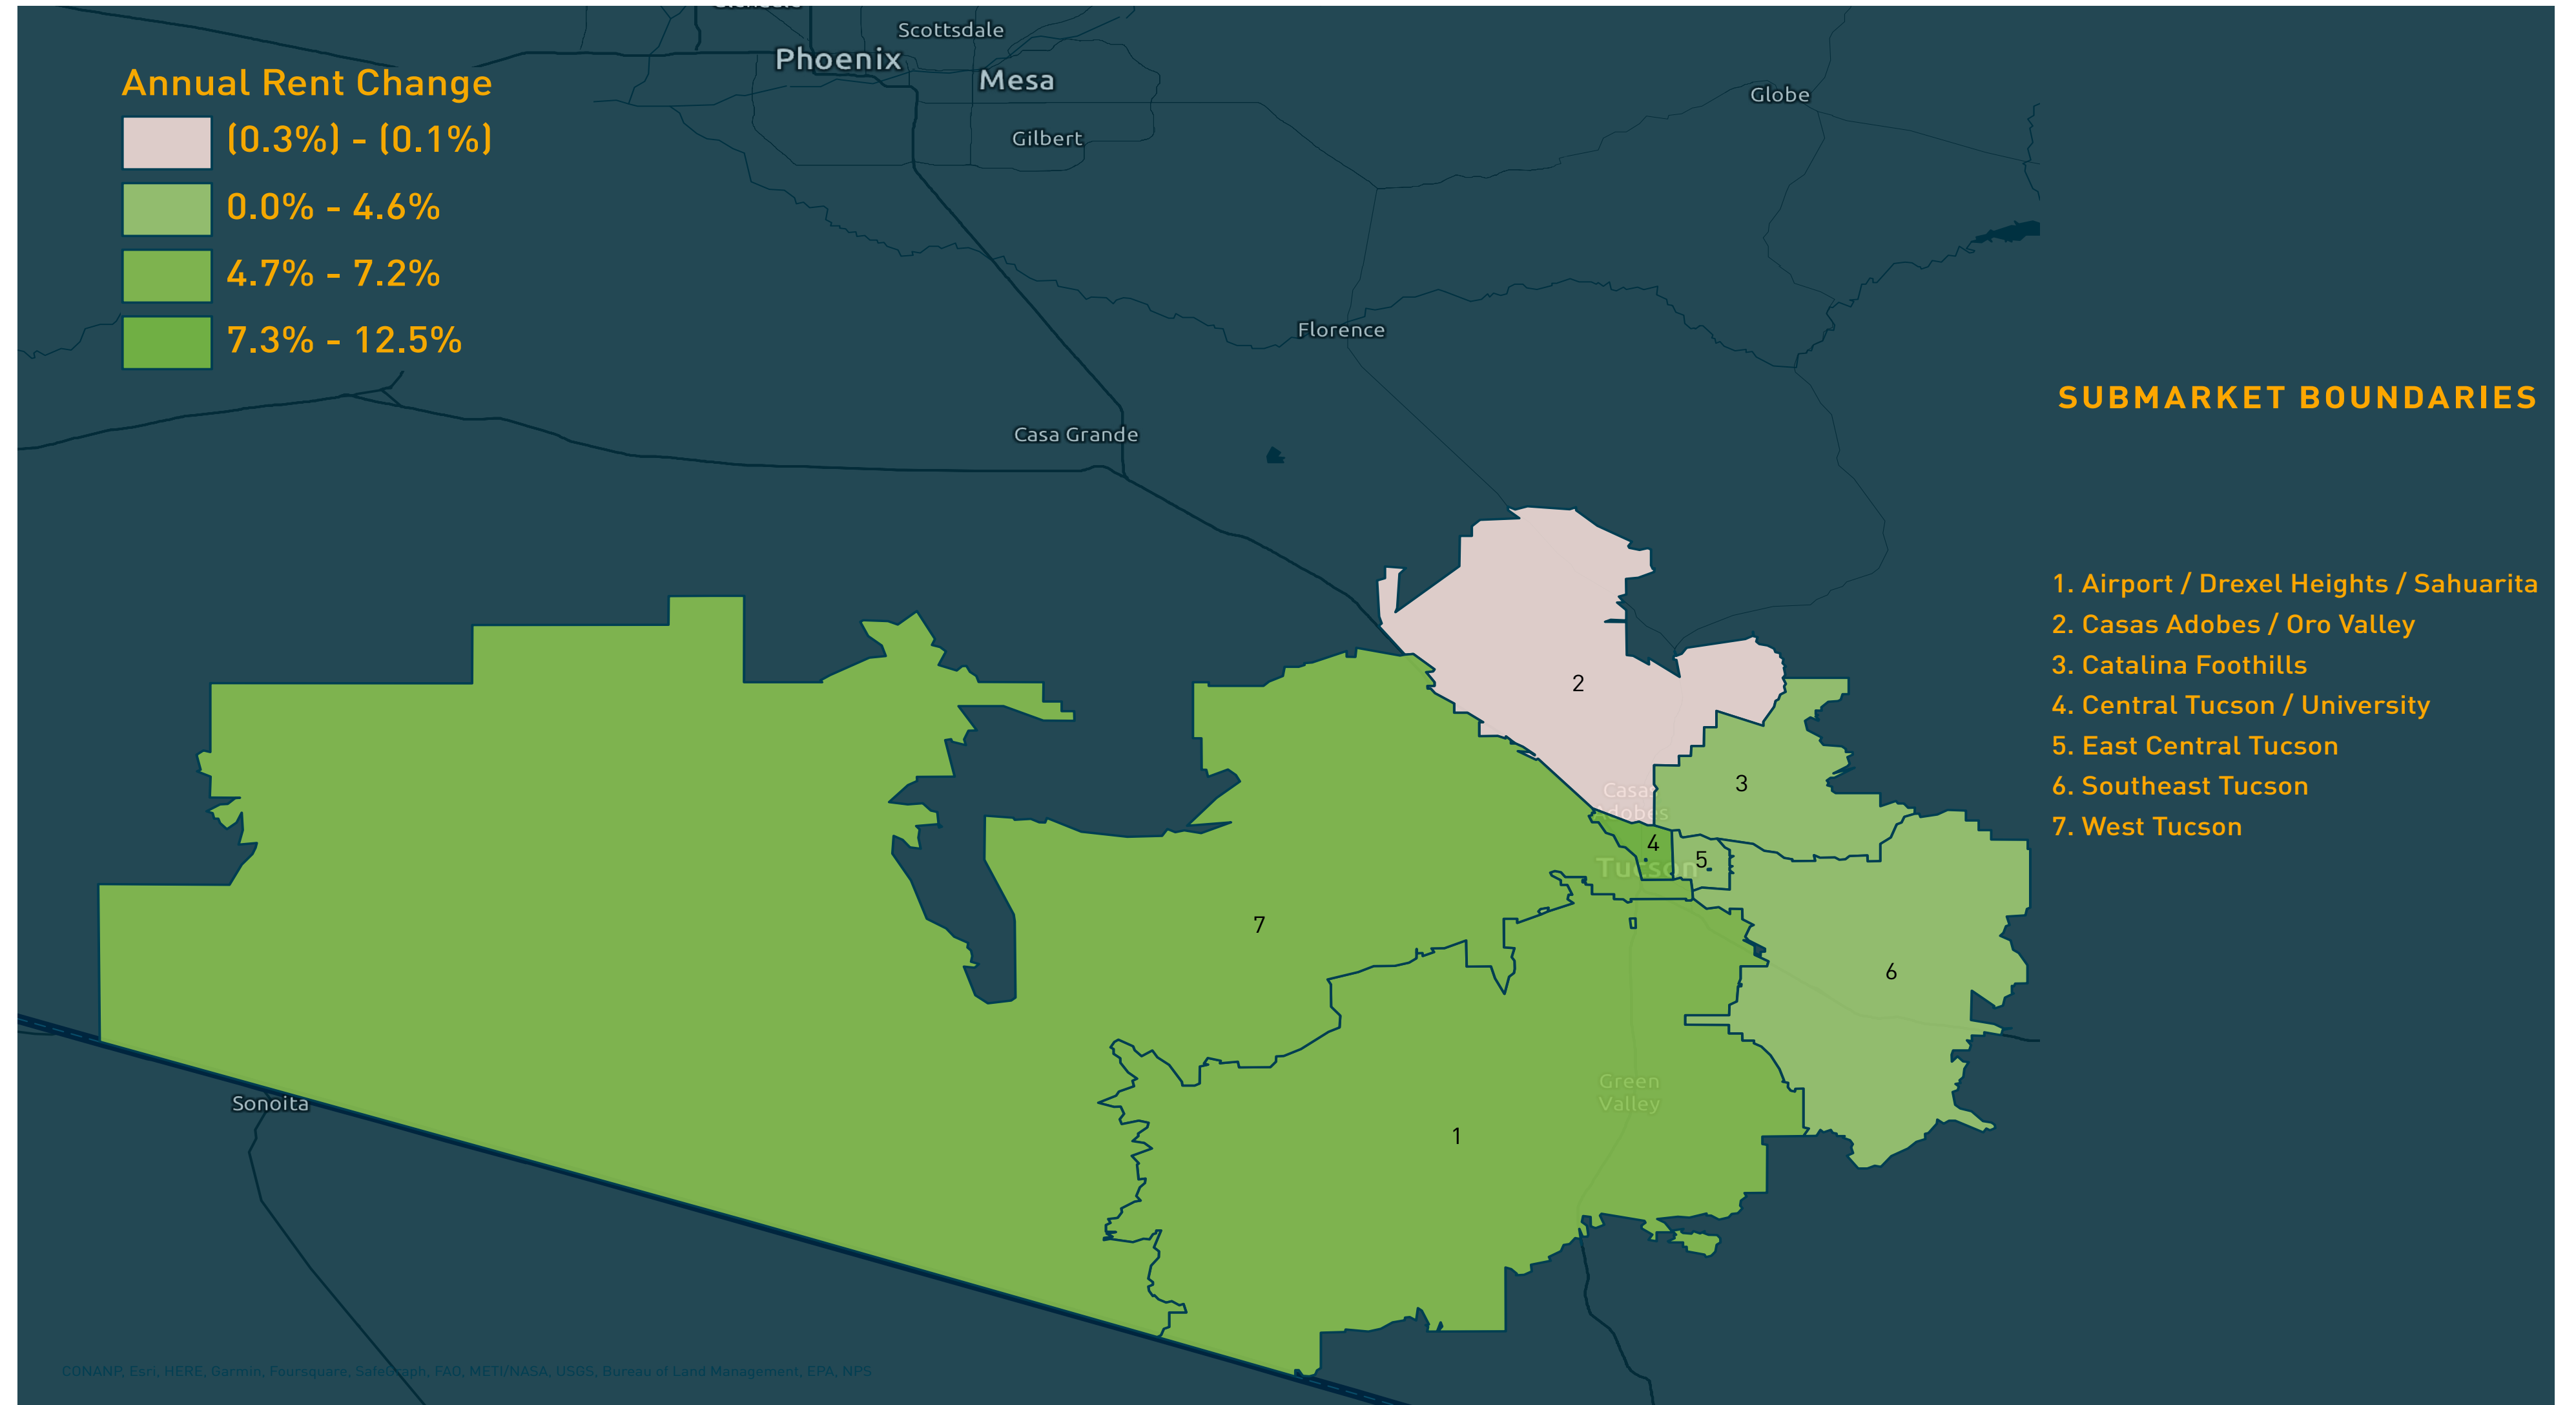 Scottsdale
Phoenix
Mesa
Globe
Gilbert
Annual Rent Change
(0.3%) - (0.1%)
0.0% - 4.6%
4.7% - 7.2%
7.3% - 12.5%
Florence
Casa Grande
SUBMARKET BOUNDARIES
1. Airport / Drexel Heights / Sahuarita
2. Casas Adobes / Oro Valley
3. Catalina Foothills
4. Central Tucson / University
5. East Central Tucson
6. Southeast Tucson
7. West Tucson
2
3
Casas
Adobes
4
5
Tucson
7
6
Green
Valley
Sonoita
1
CONANP, Esri, HERE, Garmin, Foursquare, SafeGraph, FAO, METI/NASA, USGS, Bureau of Land Management, EPA, NPS